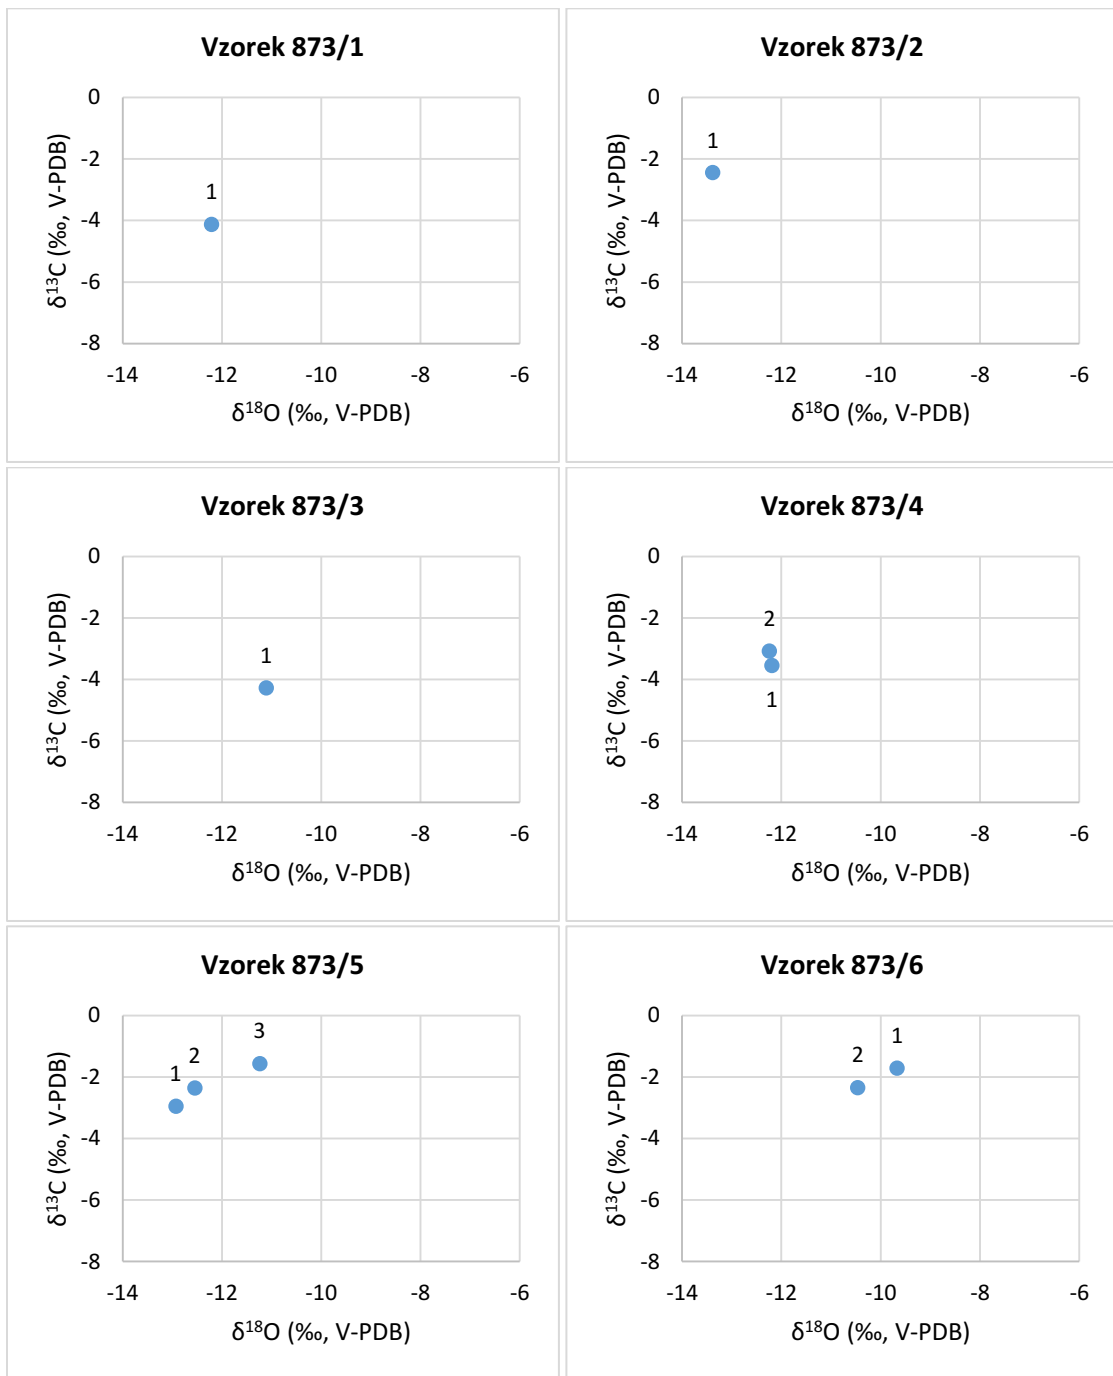 Vzorek 873/1
0
-2
-4
-6
-8
1
-14 -12 -10 -8 -6
δ¹³C (‰, V-PDB)
δ¹⁸O (‰, V-PDB)
Vzorek 873/2
0
-2
-4
-6
-8
1
-14 -12 -10 -8 -6
δ¹³C (‰, V-PDB)
δ¹⁸O (‰, V-PDB)
Vzorek 873/3
0
-2
-4
-6
-8
1
-14 -12 -10 -8 -6
δ¹³C (‰, V-PDB)
δ¹⁸O (‰, V-PDB)
Vzorek 873/4
0
-2
-4
-6
-8
2
1
-14 -12 -10 -8 -6
δ¹³C (‰, V-PDB)
δ¹⁸O (‰, V-PDB)
Vzorek 873/5
0
-2
-4
-6
-8
1 2 3
-14 -12 -10 -8 -6
δ¹³C (‰, V-PDB)
δ¹⁸O (‰, V-PDB)
Vzorek 873/6
0
-2
-4
-6
-8
2 1
-14 -12 -10 -8 -6
δ¹³C (‰, V-PDB)
δ¹⁸O (‰, V-PDB)